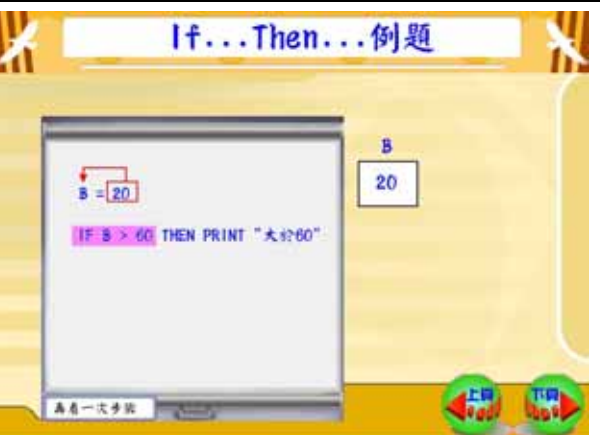 If...Then...例題
B
20
B = 20
IF B > 60 THEN PRINT "大於60"
再看一次步驟
上頁
下頁